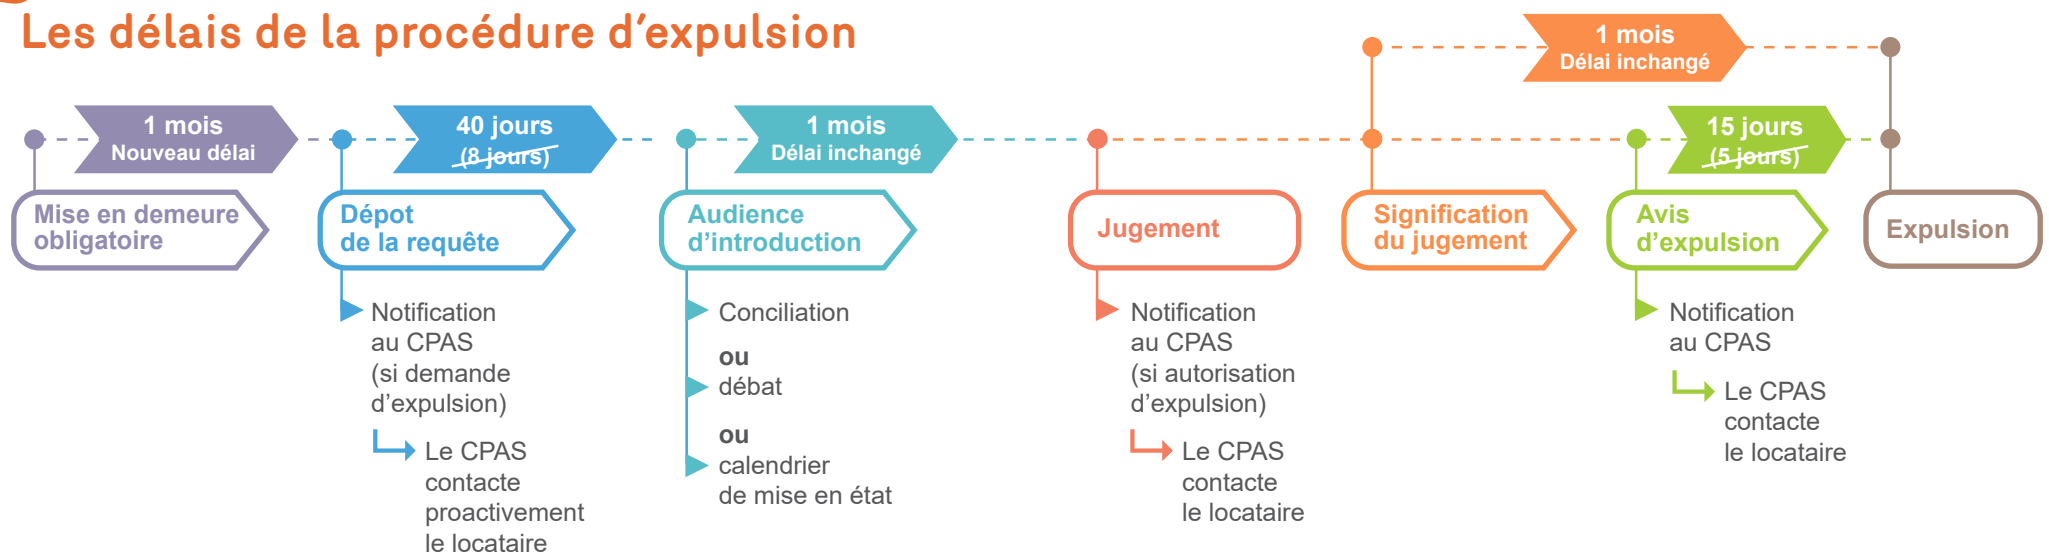 Les délais de la procédure d'expulsion
1 mois
Délai inchangé
1 mois
Nouveau délai
40 jours
(8 jours)
1 mois
Délai inchangé
15 jours
(5 jours)
Mise en demeure
obligatoire
Dépot
de la requête
Audience
d'introduction
Jugement
Signification
du jugement
Avis
d'expulsion
Expulsion
Notification
au CPAS
(si demande
d'expulsion)
Le CPAS
contacte
proactivement
le locataire
Conciliation
ou
débat
ou
calendrier
de mise en état
Notification
au CPAS
(si autorisation
d'expulsion)
Le CPAS
contacte
le locataire
Notification
au CPAS
Le CPAS
contacte
le locataire